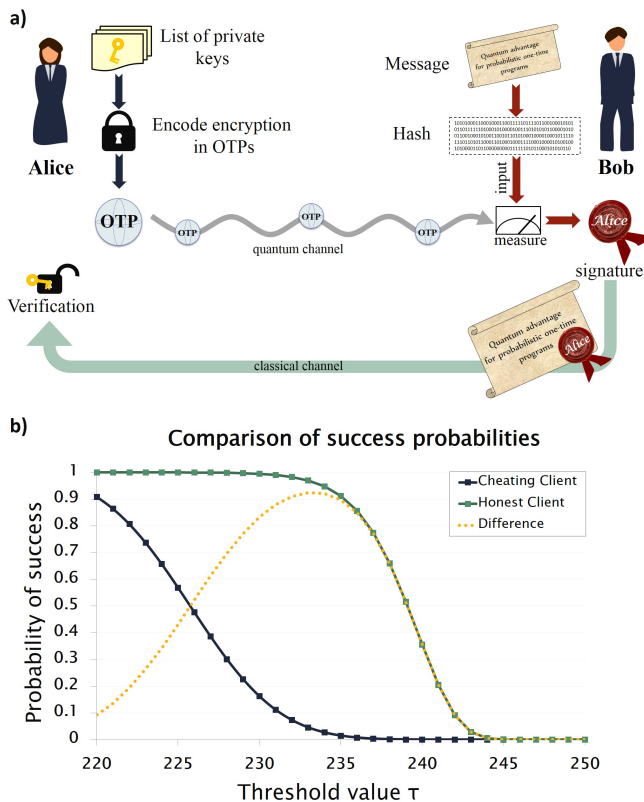 a)
List of private
keys
Encode encryption
in OTPs
Alice
OTP
OTP
OTP
OTP
quantum channel
Message
Quantum advantage
for probabilistic one-time
programs
Hash
input
measure
Bob
Alice
signature
Verification
classical channel
Quantum advantage
for probabilistic one-time
programs
Alice
b)
Comparison of success probabilities
Probability of success
1
0.9
0.8
0.7
0.6
0.5
0.4
0.3
0.2
0.1
0
Cheating Client
Honest Client
Difference
220
225
230
235
240
245
250
Threshold value τ